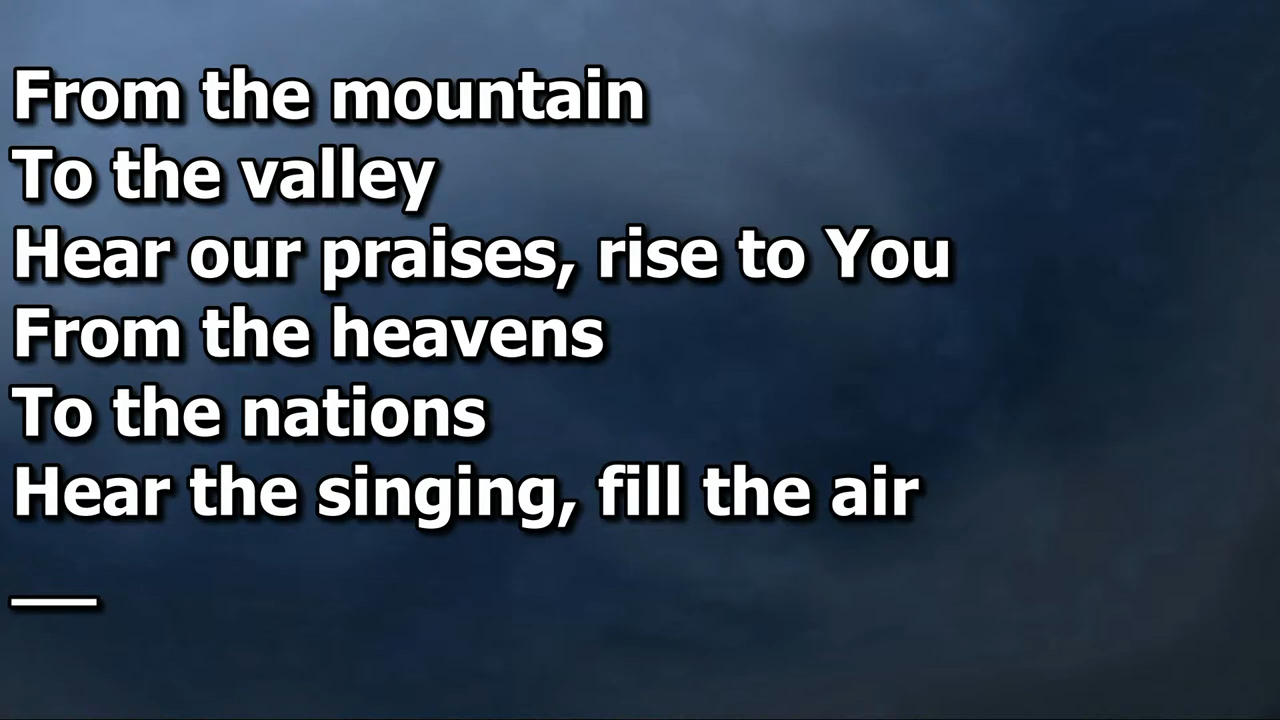 From the mountain
To the valley
Hear our praises, rise to You
From the heavens
To the nations
Hear the singing, fill the air
__